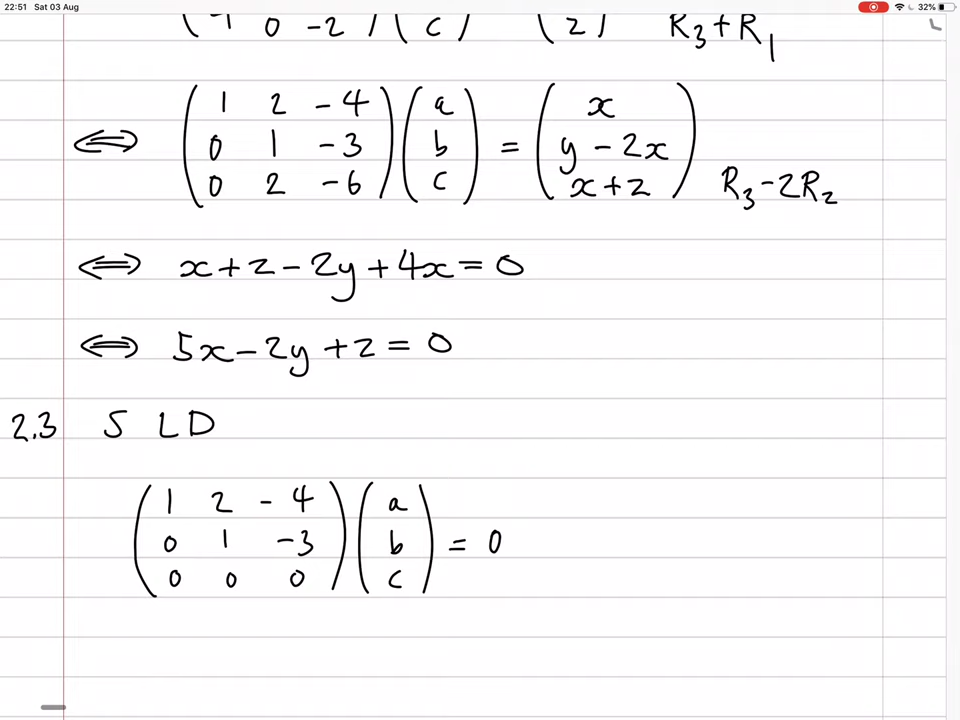 22:51 Sat 03 Aug 32%
0 -2 ) ( c ) ( z ) R₃+R₁
⟺ ( 1 2 -4 ) ( a ) = ( x )
( 0 1 -3 ) ( b ) ( y - 2x )
( 0 2 -6 ) ( c ) ( x+z ) R₃-2R₂
⟺ x+z-2y+4x=0
⟺ 5x-2y+z=0
2.3 S LD
( 1 2 -4 ) ( a )
( 0 1 -3 ) ( b ) = 0
( 0 0 0 ) ( c )